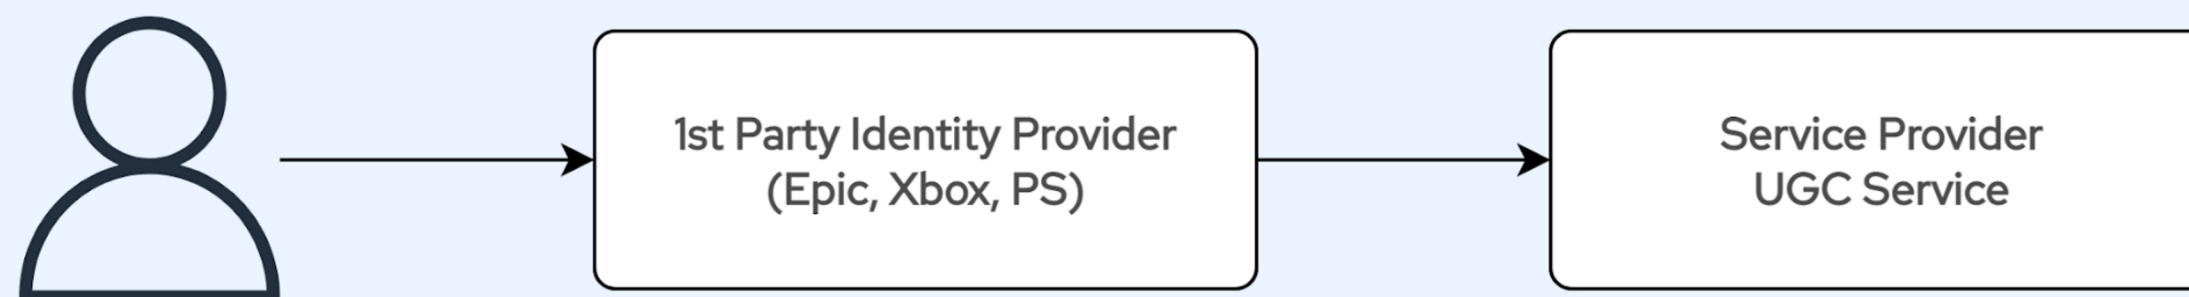 1st Party Identity Provider
(Epic, Xbox, PS)
Service Provider
UGC Service